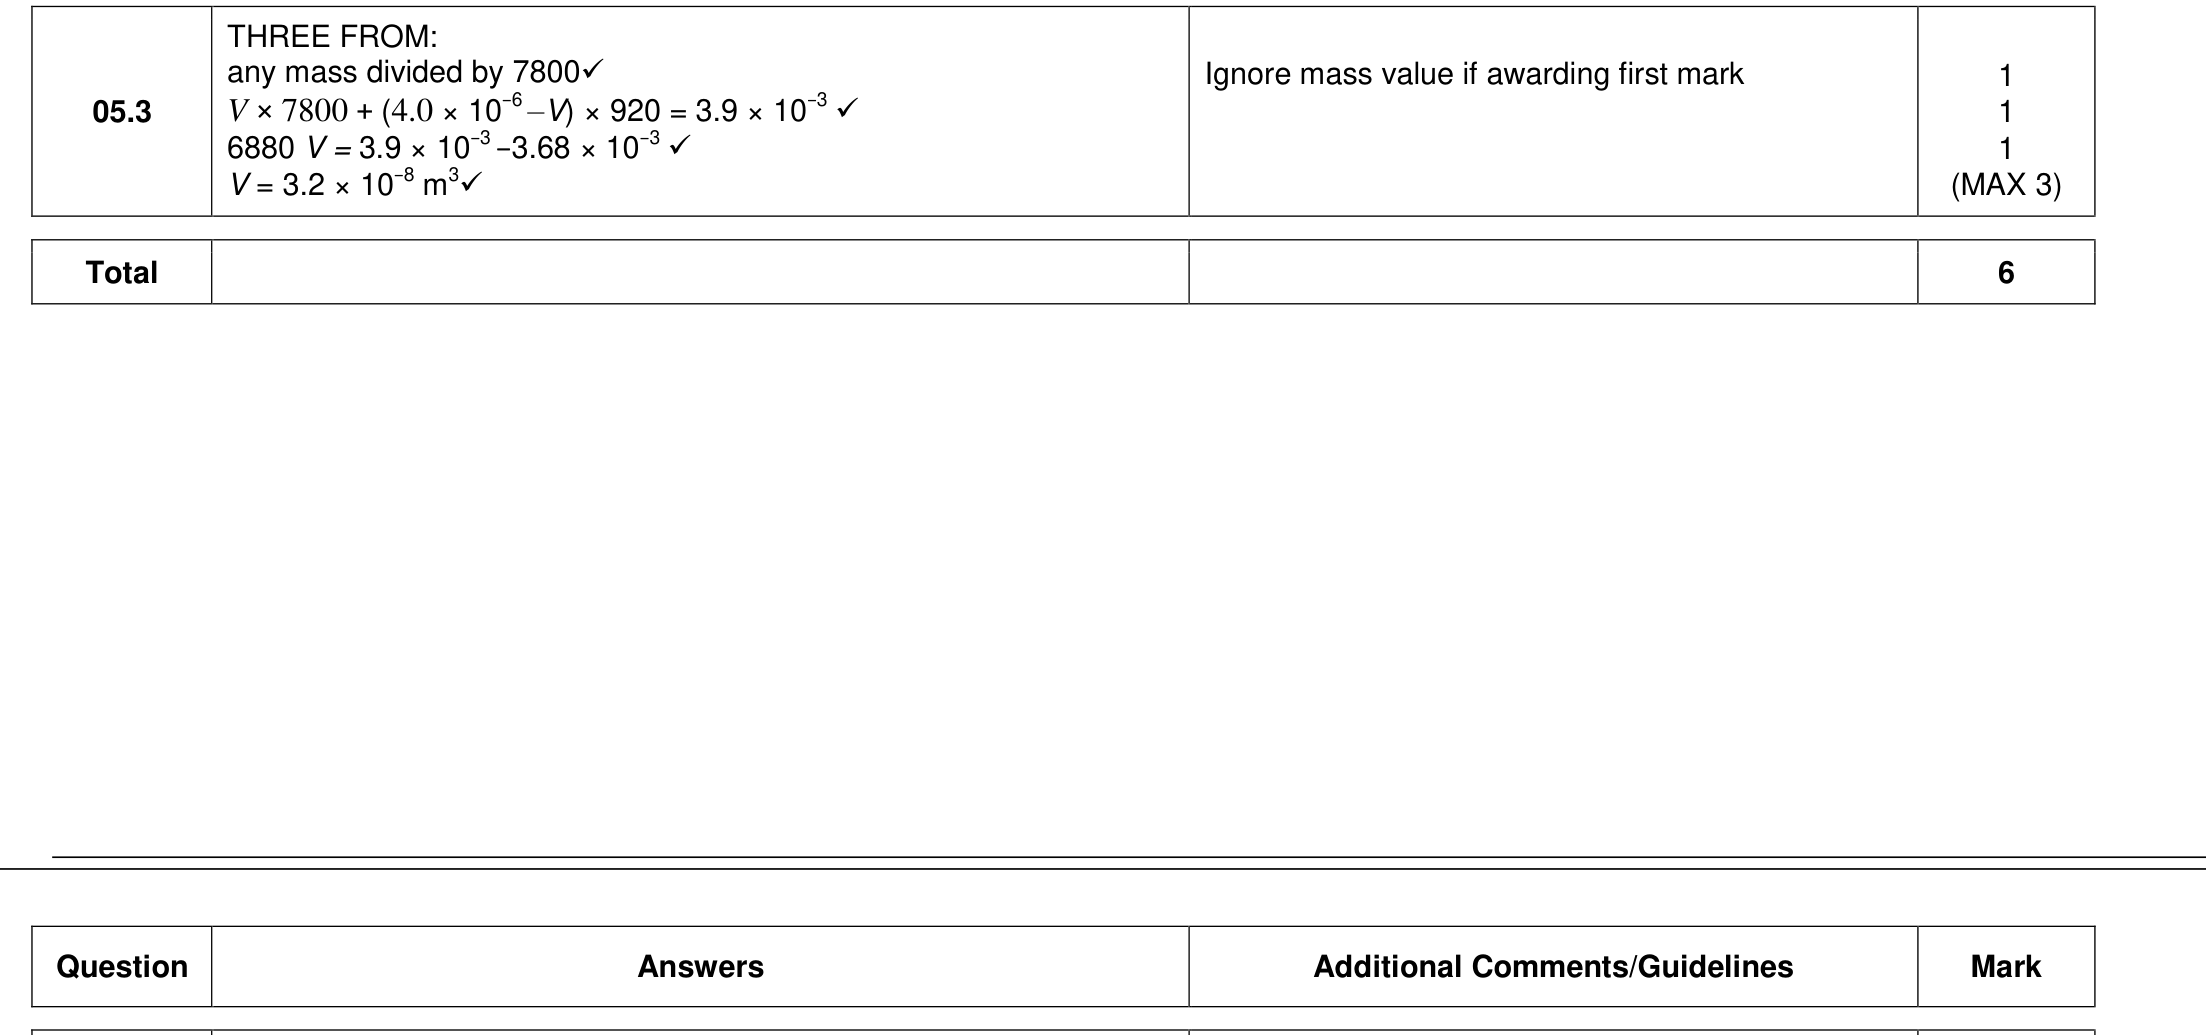 THREE FROM:
any mass divided by 7800✓
Ignore mass value if awarding first mark
1
05.3
V × 7800 + (4.0 × 10⁻⁶ – V) × 920 = 3.9 × 10⁻³ ✓
1
6880 V = 3.9 × 10⁻³ –3.68 × 10⁻³ ✓
1
V = 3.2 × 10⁻⁸ m³✓
(MAX 3)
Total
6
Question
Answers
Additional Comments/Guidelines
Mark